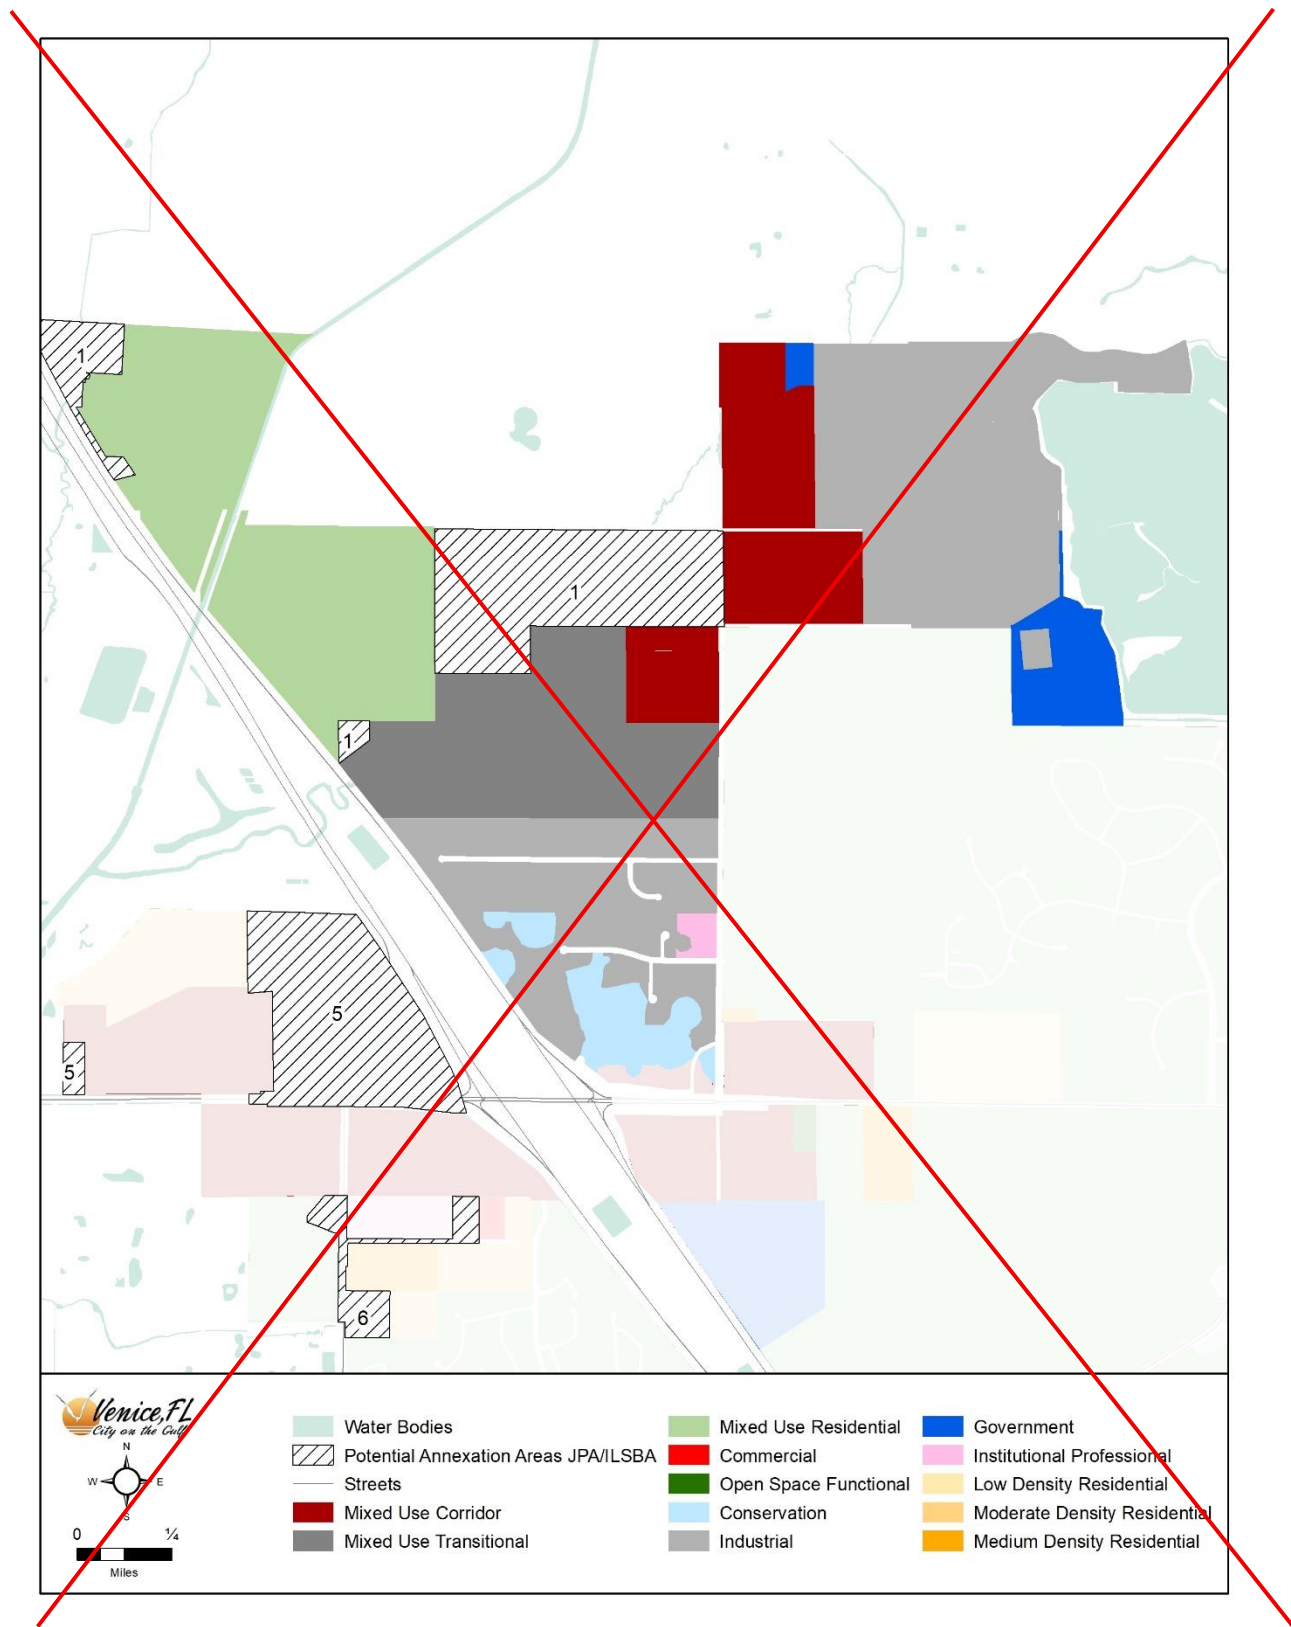 1
1
1
5
5
6
Venice, FL
City on the Gulf
N
W
E
S
0
¼
Miles
Water Bodies
Potential Annexation Areas JPA/ILSBA
Streets
Mixed Use Corridor
Mixed Use Transitional
Mixed Use Residential
Commercial
Open Space Functional
Conservation
Industrial
Government
Institutional Professional
Low Density Residential
Moderate Density Residential
Medium Density Residential